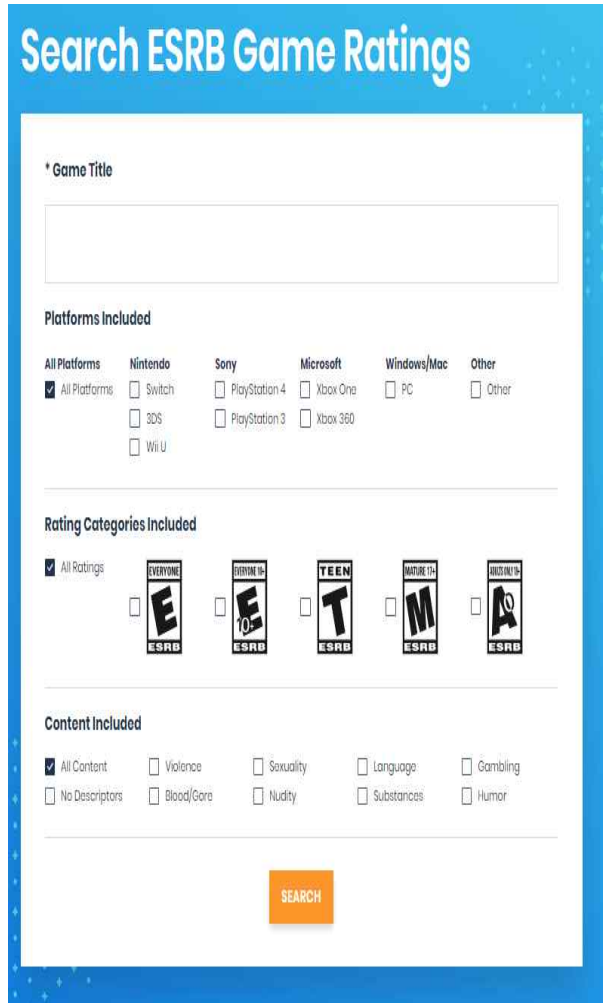 Search ESRB Game Ratings
* Game Title
Platforms Included
All Platforms Nintendo Sony Microsoft Windows/Mac Other
All Platforms Switch PlayStation 4 Xbox One PC Other
3DS PlayStation 3 Xbox 360
Wii U
Rating Categories Included
All Ratings
EVERYONE EVERYONE 10+ TEEN MATURE 17+ ADULTS ONLY 18+
E E 10+ T M AO
ESRB ESRB ESRB ESRB ESRB
Content Included
All Content Violence Sexuality Language Gambling
No Descriptors Blood/Gore Nudity Substances Humor
SEARCH